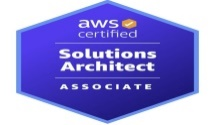 aws
certified
Solutions
Architect
ASSOCIATE